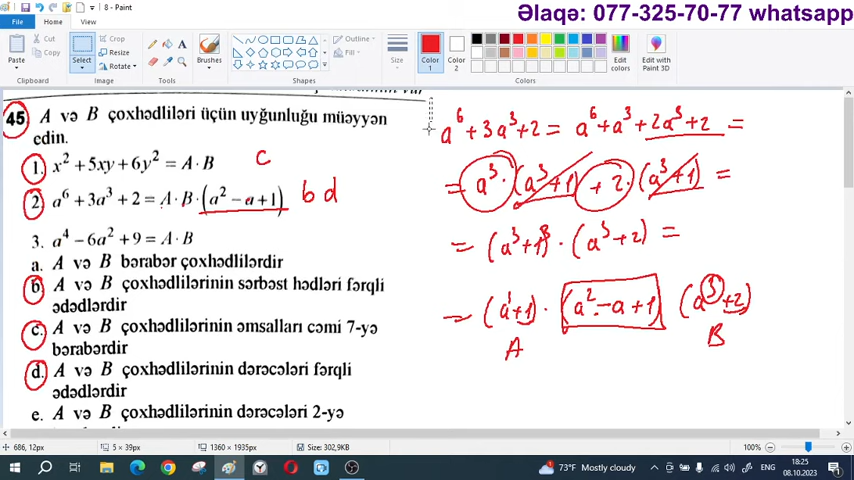 Əlaqə: 077-325-70-77 whatsapp
8 - Paint
File
Home
View
Paste
Cut
Copy
Clipboard
Select
Crop
Resize
Rotate
Image
A
Tools
Brushes
Shapes
Outline
Fill
Size
Color 1
Color 2
Colors
Edit colors
Edit with Paint 3D
45 A və B çoxhədliləri üçün uyğunluğu müəyyən
edin.
1. x² + 5xy + 6y² = A · B c
2. a⁶ + 3a³ + 2 = A · B · (a² − a + 1) b d
3. a⁴ − 6a² + 9 = A · B
a. A və B bərabər çoxhədlilərdir
b. A və B çoxhədlilərinin sərbəst hədləri fərqli
ədədlərdir
c. A və B çoxhədlilərinin əmsalları cəmi 7-yə
bərabərdir
d. A və B çoxhədlilərinin dərəcələri fərqli
ədədlərdir
e. A və B çoxhədlilərinin dərəcələri 2-yə
a⁶ + 3a³ + 2 = a⁶ + a³ + 2a³ + 2 =
= a³ · (a³ + 1) + 2 · (a³ + 1) =
= (a³ + 1) · (a³ + 2) =
= (a¹ + 1) · (a² − a + 1) (a³ + 2)
A B
686, 12px
5 × 39px
1360 × 1935px
Size: 302,9KB
100%
73°F Mostly cloudy
ENG
18:25
08.10.2023